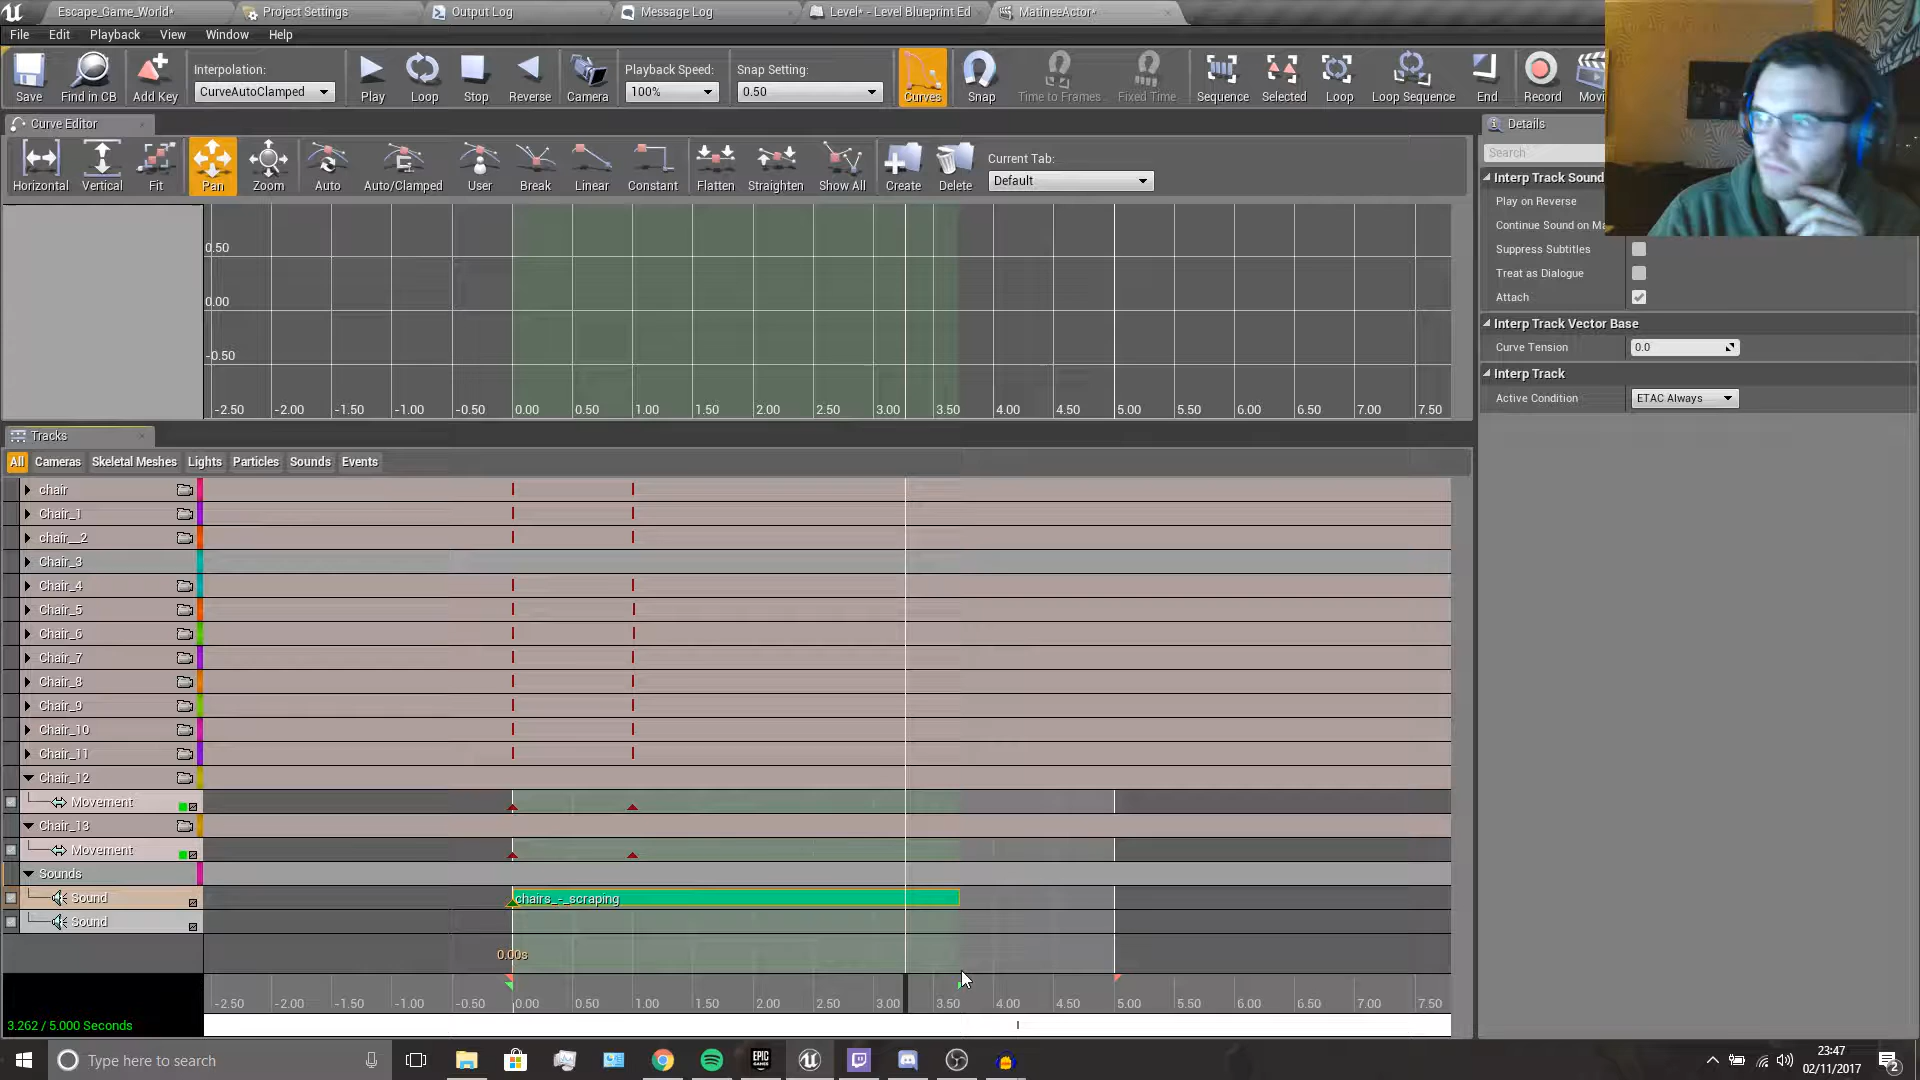 Escape_Game_World*
Project Settings
Output Log
Message Log
Level* - Level Blueprint Ed
MatineeActor*
File Edit Playback View Window Help
Save
Find in CB
Add Key
Interpolation:
CurveAutoClamped
Play
Loop
Stop
Reverse
Camera
Playback Speed:
100%
Snap Setting:
0.50
Curves
Snap
Time to Frames
Fixed Time
Sequence
Selected
Loop
Loop Sequence
End
Record
Movi
Curve Editor
Horizontal
Vertical
Fit
Pan
Zoom
Auto
Auto/Clamped
User
Break
Linear
Constant
Flatten
Straighten
Show All
Create
Delete
Current Tab:
Default
0.50
0.00
-0.50
-2.50 -2.00 -1.50 -1.00 -0.50 0.00 0.50 1.00 1.50 2.00 2.50 3.00 3.50 4.00 4.50 5.00 5.50 6.00 6.50 7.00 7.50
Tracks
All Cameras Skeletal Meshes Lights Particles Sounds Events
chair
Chair_1
chair__2
Chair_3
Chair_4
Chair_5
Chair_6
Chair_7
Chair_8
Chair_9
Chair_10
Chair_11
Chair_12
Movement
Chair_13
Movement
Sounds
Sound
chairs_-_scraping
Sound
0.00s
-2.50 -2.00 -1.50 -1.00 -0.50 0.00 0.50 1.00 1.50 2.00 2.50 3.00 3.50 4.00 4.50 5.00 5.50 6.00 6.50 7.00 7.50
3.262 / 5.000 Seconds
Details
Search
Interp Track Sound
Play on Reverse
Continue Sound on Ma
Suppress Subtitles
Treat as Dialogue
Attach
Interp Track Vector Base
Curve Tension
0.0
Interp Track
Active Condition
ETAC Always
Type here to search
EPIC
GAMES
23:47
02/11/2017
2